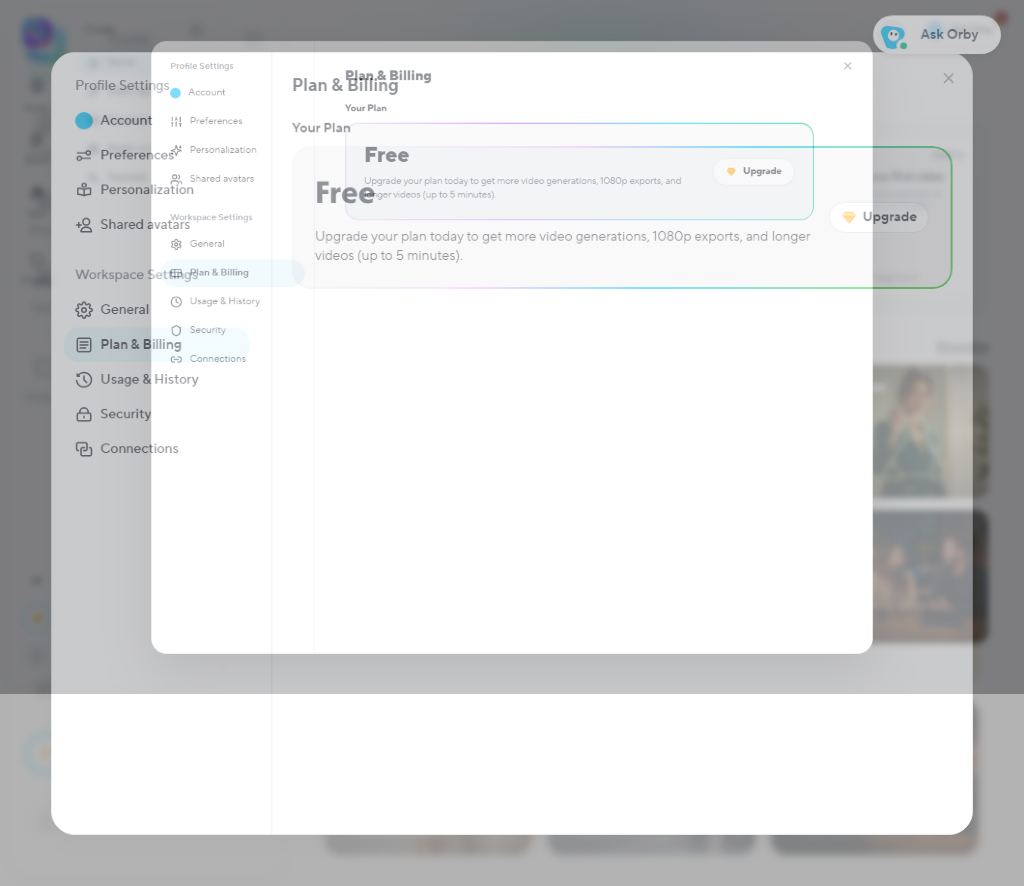 Ask Orby
Profile Settings
Account
Preferences
Personalization
Shared avatars
Workspace Settings
General
Plan & Billing
Usage & History
Security
Connections
Plan & Billing
Your Plan
Free
Upgrade your plan today to get more video generations, 1080p exports, and longer
videos (up to 5 minutes).
Upgrade
Profile Settings
Account
Preferences
Personalization
Shared avatars
Workspace Settings
General
Plan & Billing
Usage & History
Security
Connections
Plan & Billing
Your Plan
Free
Upgrade your plan today to get more video generations, 1080p exports, and
longer videos (up to 5 minutes).
Upgrade